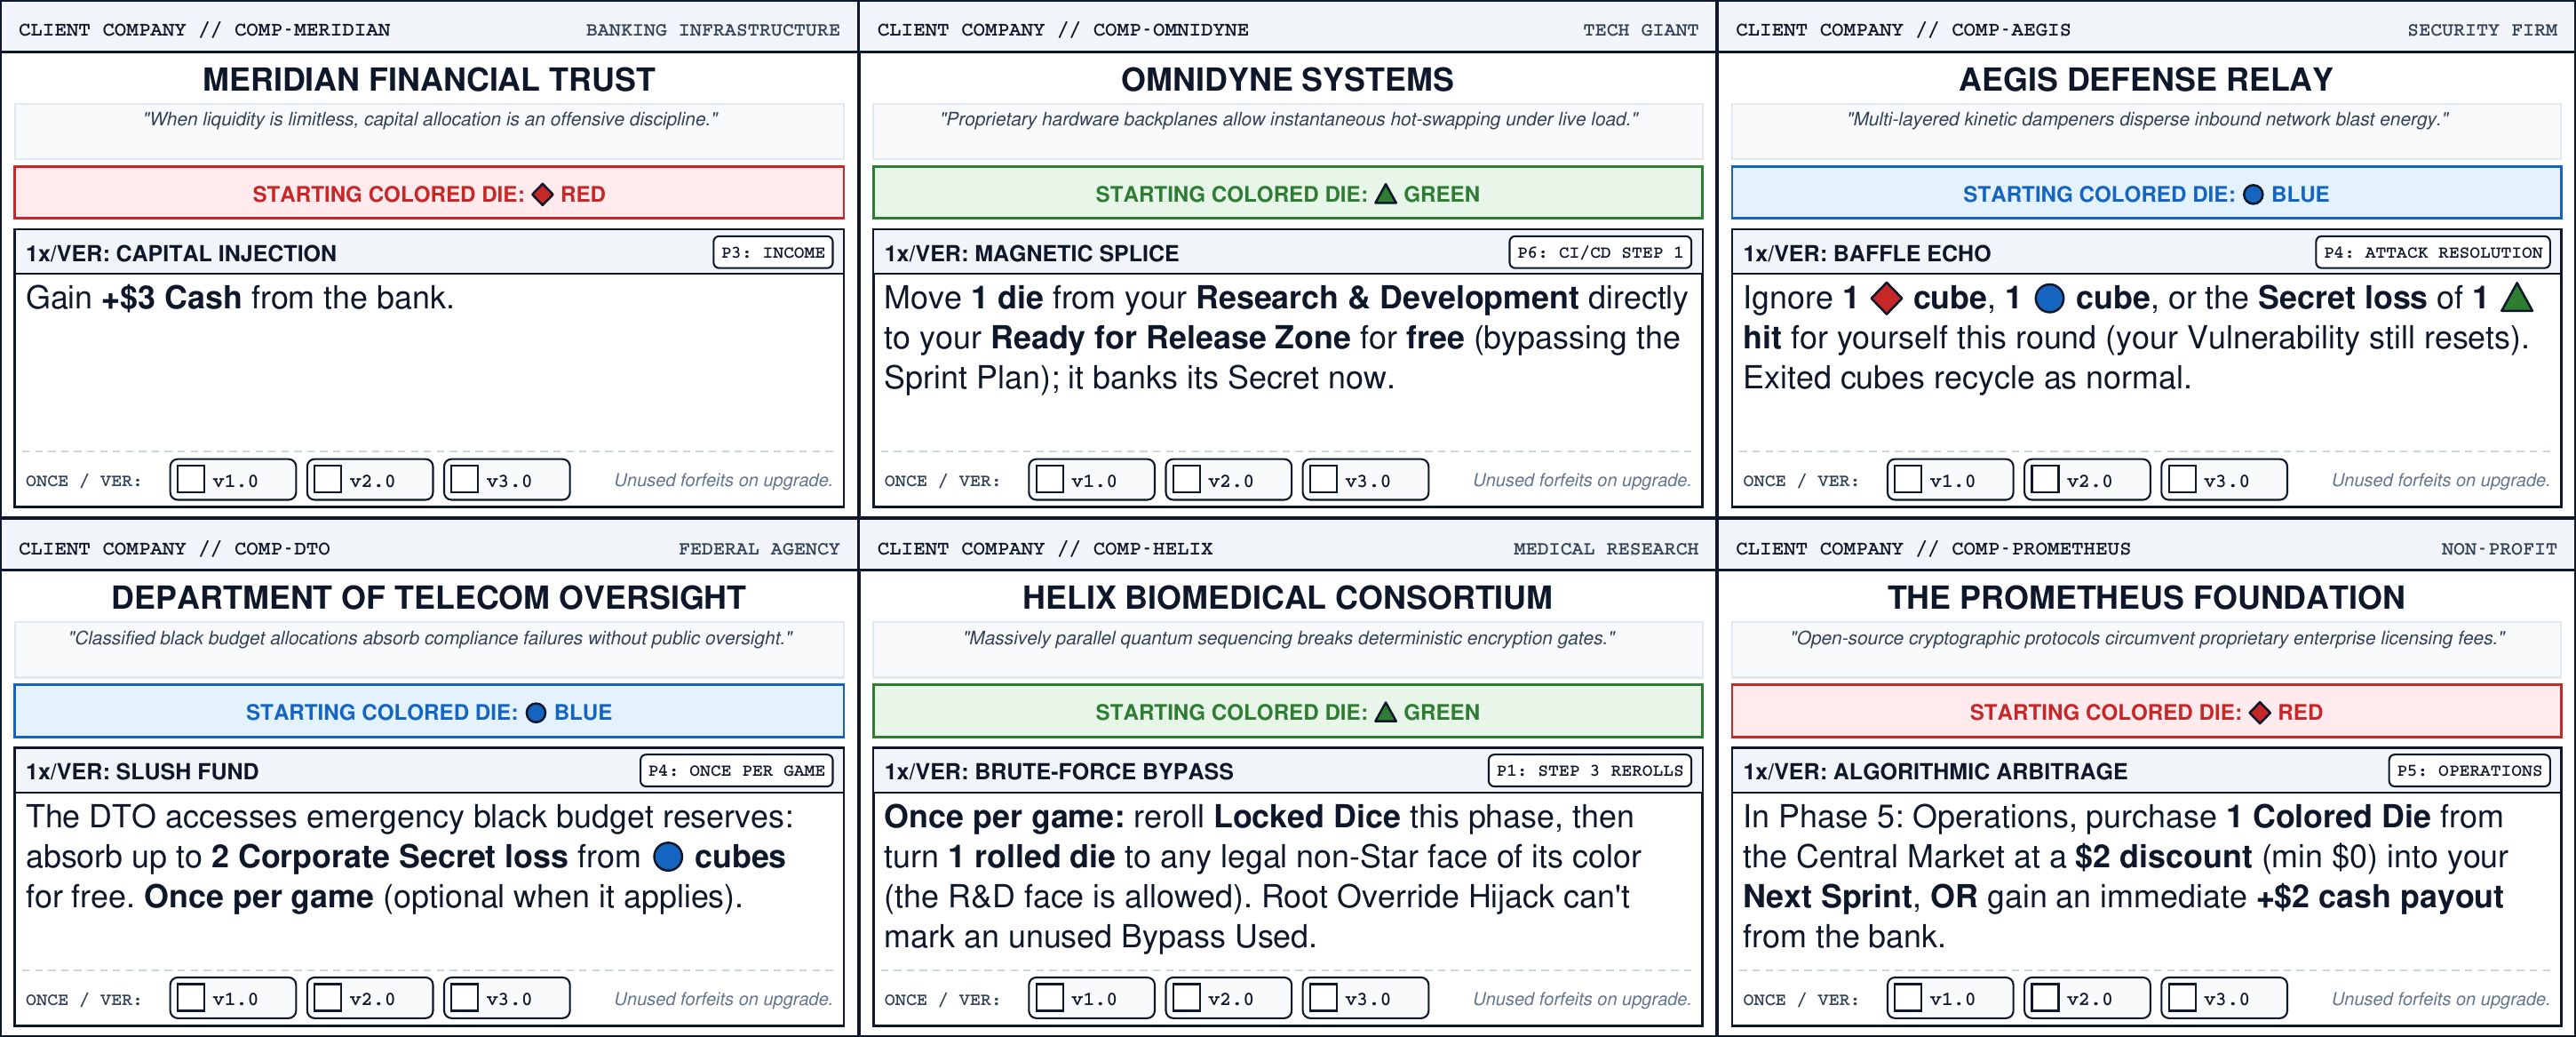 CLIENT COMPANY // COMP-MERIDIAN
BANKING INFRASTRUCTURE
MERIDIAN FINANCIAL TRUST
"When liquidity is limitless, capital allocation is an offensive discipline."
STARTING COLORED DIE: RED
1x/VER: CAPITAL INJECTION
P3: INCOME
Gain +$3 Cash from the bank.
ONCE / VER:
v1.0
v2.0
v3.0
Unused forfeits on upgrade.
CLIENT COMPANY // COMP-OMNIDYNE
TECH GIANT
OMNIDYNE SYSTEMS
"Proprietary hardware backplanes allow instantaneous hot-swapping under live load."
STARTING COLORED DIE: GREEN
1x/VER: MAGNETIC SPLICE
P6: CI/CD STEP 1
Move 1 die from your Research & Development directly
to your Ready for Release Zone for free (bypassing the
Sprint Plan); it banks its Secret now.
ONCE / VER:
v1.0
v2.0
v3.0
Unused forfeits on upgrade.
CLIENT COMPANY // COMP-AEGIS
SECURITY FIRM
AEGIS DEFENSE RELAY
"Multi-layered kinetic dampeners disperse inbound network blast energy."
STARTING COLORED DIE: BLUE
1x/VER: BAFFLE ECHO
P4: ATTACK RESOLUTION
Ignore 1 cube, 1 cube, or the Secret loss of 1
hit for yourself this round (your Vulnerability still resets).
Exited cubes recycle as normal.
ONCE / VER:
v1.0
v2.0
v3.0
Unused forfeits on upgrade.
CLIENT COMPANY // COMP-DTO
FEDERAL AGENCY
DEPARTMENT OF TELECOM OVERSIGHT
"Classified black budget allocations absorb compliance failures without public oversight."
STARTING COLORED DIE: BLUE
1x/VER: SLUSH FUND
P4: ONCE PER GAME
The DTO accesses emergency black budget reserves:
absorb up to 2 Corporate Secret loss from cubes
for free. Once per game (optional when it applies).
ONCE / VER:
v1.0
v2.0
v3.0
Unused forfeits on upgrade.
CLIENT COMPANY // COMP-HELIX
MEDICAL RESEARCH
HELIX BIOMEDICAL CONSORTIUM
"Massively parallel quantum sequencing breaks deterministic encryption gates."
STARTING COLORED DIE: GREEN
1x/VER: BRUTE-FORCE BYPASS
P1: STEP 3 REROLLS
Once per game: reroll Locked Dice this phase, then
turn 1 rolled die to any legal non-Star face of its color
(the R&D face is allowed). Root Override Hijack can't
mark an unused Bypass Used.
ONCE / VER:
v1.0
v2.0
v3.0
Unused forfeits on upgrade.
CLIENT COMPANY // COMP-PROMETHEUS
NON-PROFIT
THE PROMETHEUS FOUNDATION
"Open-source cryptographic protocols circumvent proprietary enterprise licensing fees."
STARTING COLORED DIE: RED
1x/VER: ALGORITHMIC ARBITRAGE
P5: OPERATIONS
In Phase 5: Operations, purchase 1 Colored Die from
the Central Market at a $2 discount (min $0) into your
Next Sprint, OR gain an immediate +$2 cash payout
from the bank.
ONCE / VER:
v1.0
v2.0
v3.0
Unused forfeits on upgrade.